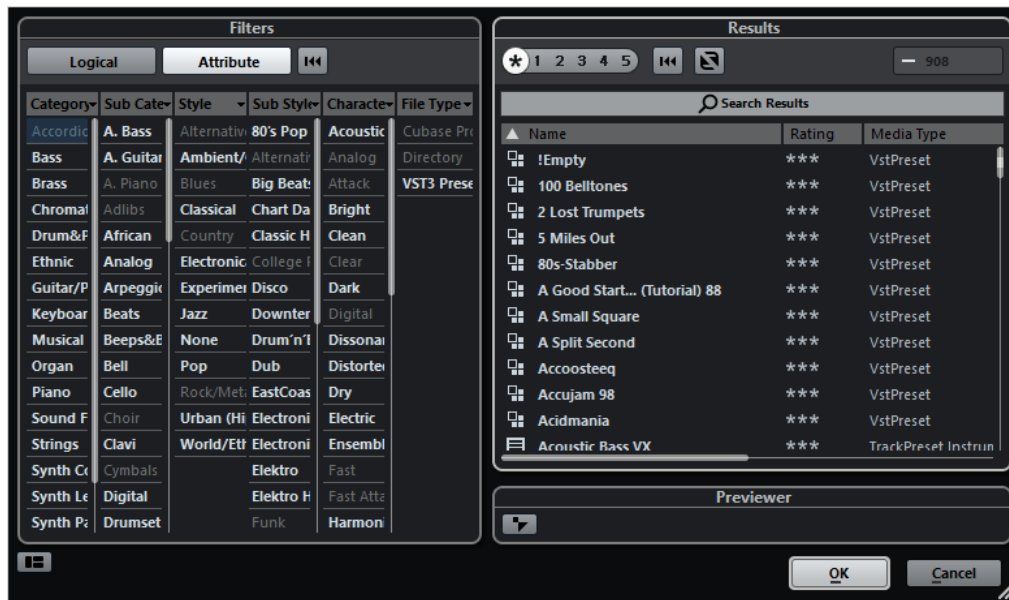 Filters
Logical Attribute
Category Sub Cate Style Sub Style Characte File Type
Accordic A. Bass Alternativ 80's Pop Acoustic Cubase Pro
Bass A. Guitar Ambient/ Alternati Analog Directory
Brass A. Piano Blues Big Beat Attack VST3 Prese
Chromat Adlibs Classical Chart Da Bright
Drum&P African Country Classic H Clean
Ethnic Analog Electronic College Clear
Guitar/P Arpeggio Experimen Disco Dark
Keyboar Beats Jazz Downter Digital
Musical Beeps&B None Drum´n´ Dissonan
Organ Bell Pop Dub Distorte
Piano Cello Rock/Meta EastCoas Dry
Sound F Choir Urban (Hi Electroni Electric
Strings Clavi World/Eth Electroni Ensembl
Synth Co Cymbals Elektro Fast
Synth Le Digital Elektro H Fast Atta
Synth Pa Drumset Funk Harmoni
Results
* 1 2 3 4 5 908
Search Results
Name Rating Media Type
!Empty *** VstPreset
100 Belltones *** VstPreset
2 Lost Trumpets *** VstPreset
5 Miles Out *** VstPreset
80s-Stabber *** VstPreset
A Good Start... (Tutorial) 88 *** VstPreset
A Small Square *** VstPreset
A Split Second *** VstPreset
Accoosteeq *** VstPreset
Accujam 98 *** VstPreset
Acidmania *** VstPreset
Acoustic Bass VX *** TrackPreset Instrun
Previewer
OK Cancel